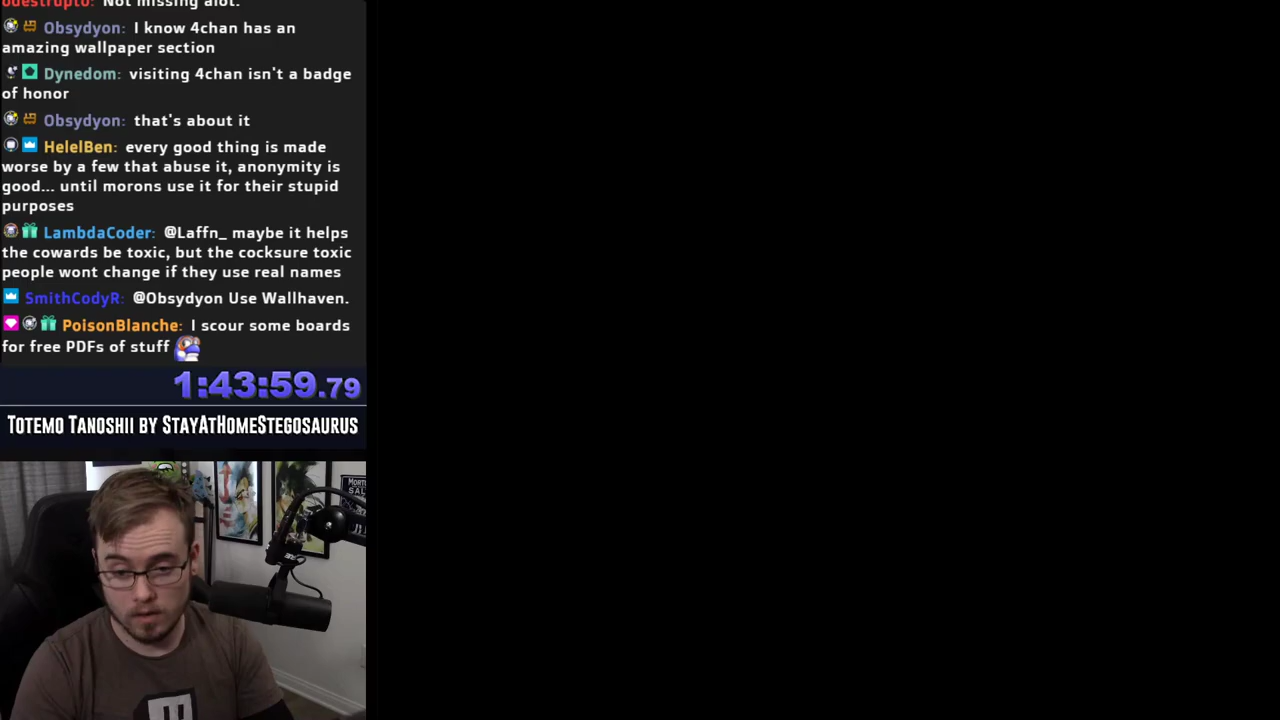 Not missing alot.
Obsydyon: I know 4chan has an
amazing wallpaper section
Dynedom: visiting 4chan isn't a badge
of honor
Obsydyon: that's about it
HelelBen: every good thing is made
worse by a few that abuse it, anonymity is
good... until morons use it for their stupid
purposes
LambdaCoder: @Laffn_ maybe it helps
the cowards be toxic, but the cocksure toxic
people wont change if they use real names
SmithCodyR: @Obsydyon Use Wallhaven.
PoisonBlanche: I scour some boards
for free PDFs of stuff
1:43:59.79
Totemo Tanoshii by StayAtHomeStegosaurus